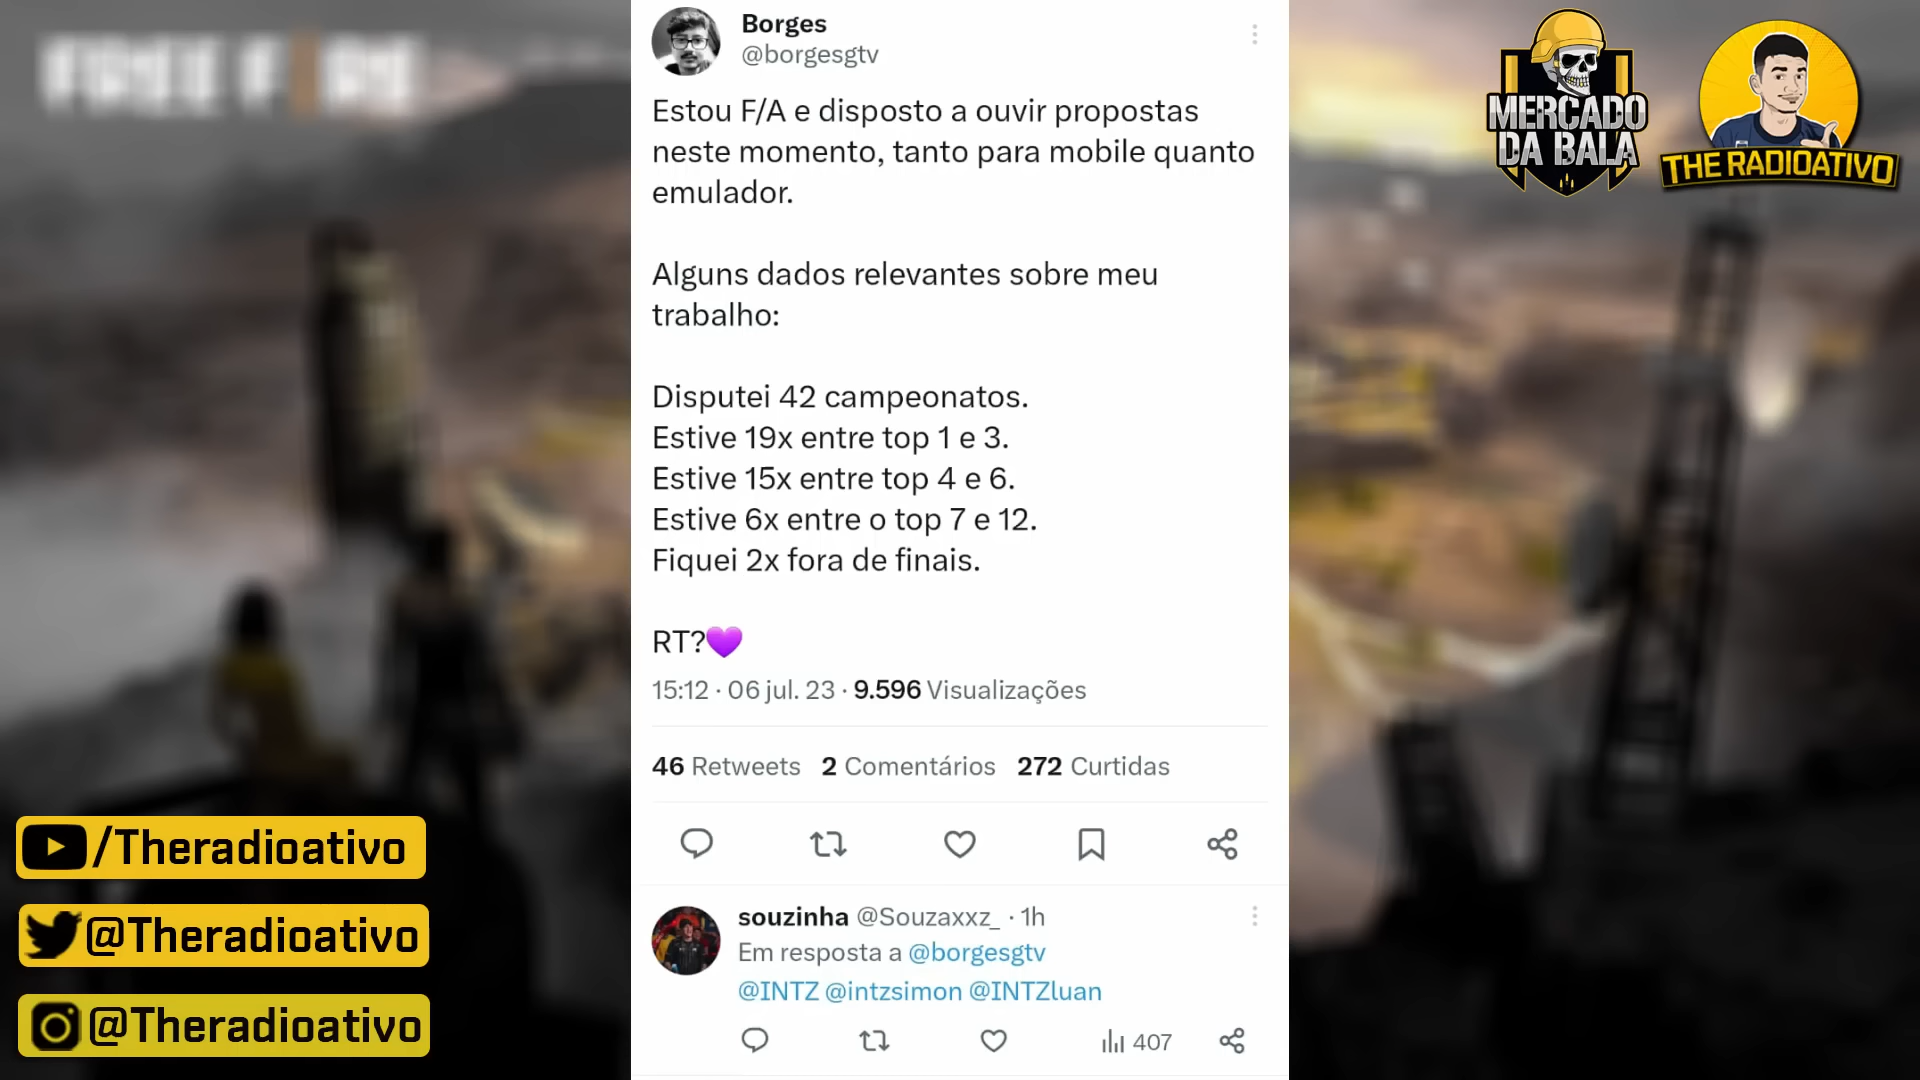 FREE FIRE
MERCADO
DA BALA
THE RADIOATIVO
Borges
@borgesgtv
Estou F/A e disposto a ouvir propostas
neste momento, tanto para mobile quanto
emulador.
Alguns dados relevantes sobre meu
trabalho:
Disputei 42 campeonatos.
Estive 19x entre top 1 e 3.
Estive 15x entre top 4 e 6.
Estive 6x entre o top 7 e 12.
Fiquei 2x fora de finais.
RT?💜
15:12 · 06 jul. 23 · 9.596 Visualizações
46 Retweets 2 Comentários 272 Curtidas
souzinha @Souzaxxz_ · 1h
Em resposta a @borgesgtv
@INTZ @intzsimon @INTZluan
407
/Theradioativo
@Theradioativo
@Theradioativo